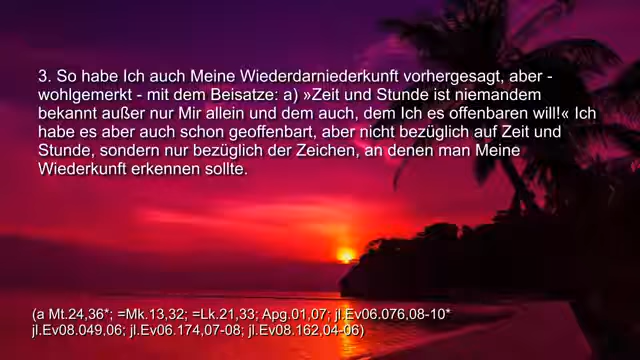 3. So habe Ich auch Meine Wiederdarniederkunft vorhergesagt, aber -
wohlgemerkt - mit dem Beisatze: a) »Zeit und Stunde ist niemandem
bekannt außer nur Mir allein und dem auch, dem Ich es offenbaren will!« Ich
habe es aber auch schon geoffenbart, aber nicht bezüglich auf Zeit und
Stunde, sondern nur bezüglich der Zeichen, an denen man Meine
Wiederkunft erkennen sollte.
(a Mt.24,36*; =Mk.13,32; =Lk.21,33; Apg.01,07; jl.Ev06.076,08-10*
jl.Ev08.049,06; jl.Ev06.174,07-08; jl.Ev08.162,04-06)